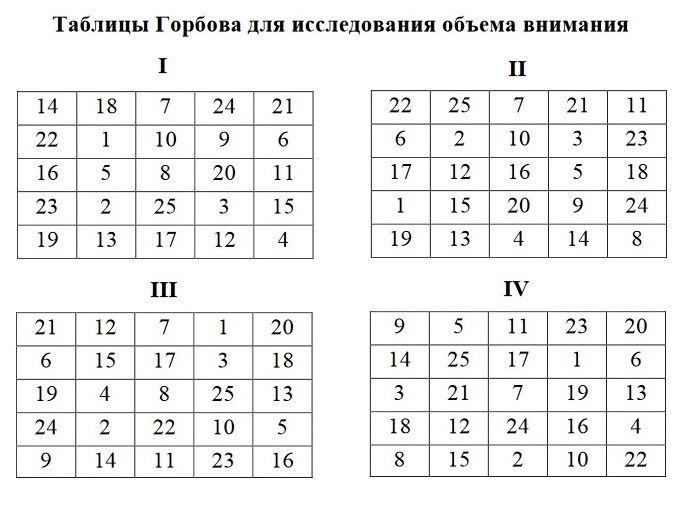 Таблицы Горбова для исследования объема внимания
I
14 18 7 24 21
22 1 10 9 6
16 5 8 20 11
23 2 25 3 15
19 13 17 12 4
II
22 25 7 21 11
6 2 10 3 23
17 12 16 5 18
1 15 20 9 24
19 13 4 14 8
III
21 12 7 1 20
6 15 17 3 18
19 4 8 25 13
24 2 22 10 5
9 14 11 23 16
IV
9 5 11 23 20
14 25 17 1 6
3 21 7 19 13
18 12 24 16 4
8 15 2 10 22